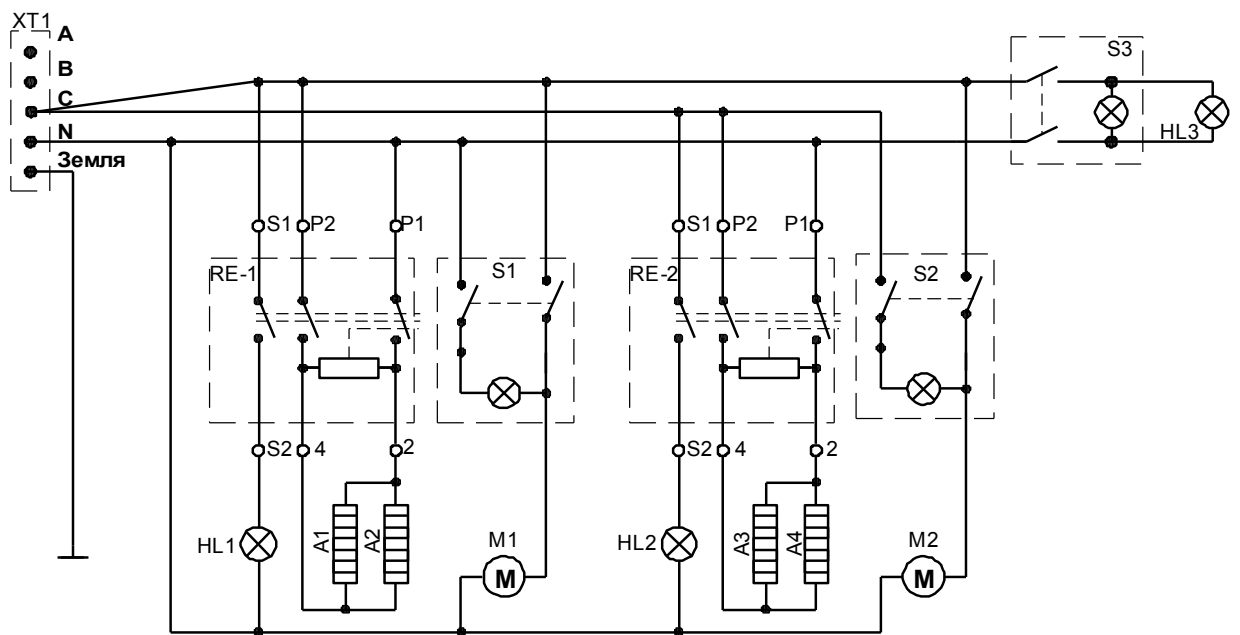 XT1
A
B
C
N
Земля
S3
HL3
S1 P2 P1
S1 P2 P1
RE-1
S1
RE-2
S2
S2 4 2
S2 4 2
A1 A2
A3 A4
HL1
M1
HL2
M2
M
M